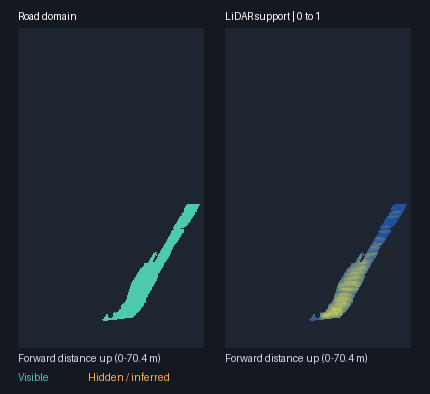 Road domain
LiDAR support | 0 to 1
Forward distance up (0-70.4 m)
Forward distance up (0-70.4 m)
Visible
Hidden / inferred